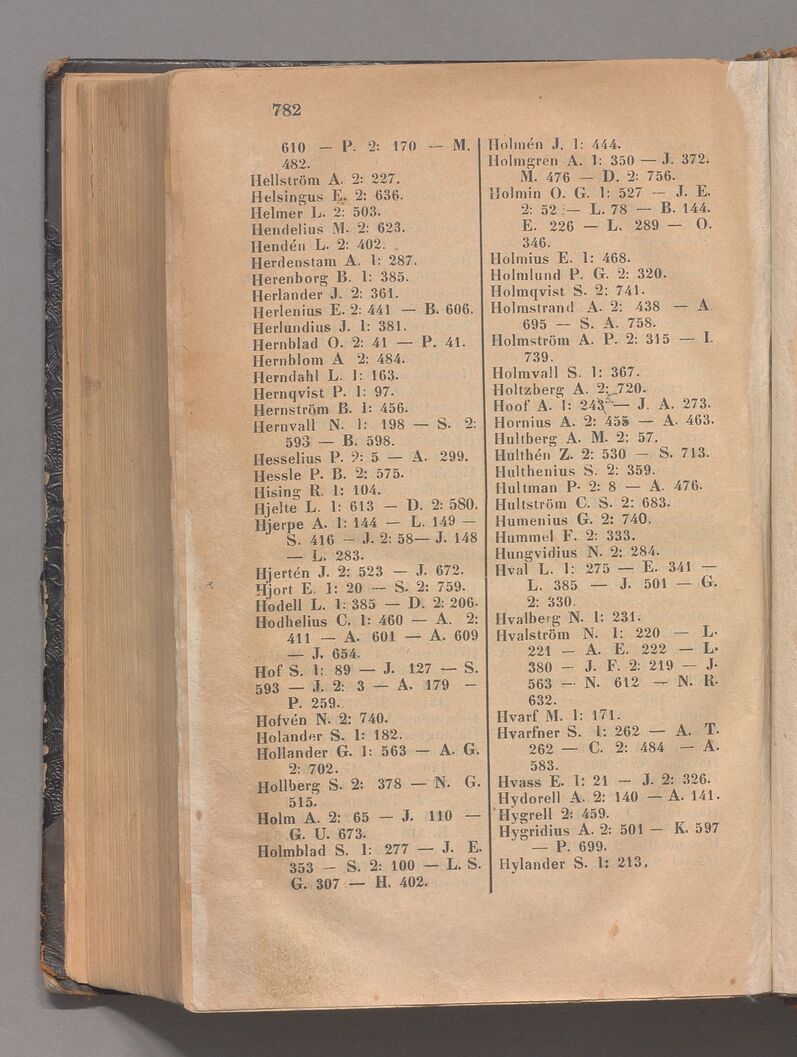 782
610 — P. 2: 170 — M.
482.
Hellström A. 2: 227.
Helsingus E. 2: 636.
Helmer L. 2: 503.
Hendelius M. 2: 623.
Hendén L. 2: 402.
Herdenstam A. 1: 287.
Herenborg B. 1: 385.
Herlander J. 2: 361.
Herlenius E. 2: 441 — B. 606.
Herlundius J. 1: 381.
Hernblad O. 2: 41 — P. 41.
Hernblom A 2: 484.
Herndahl L. 1: 163.
Hernqvist P. 1: 97.
Hernström B. 1: 456.
Hernvall N. 1: 198 — S. 2:
593 — B. 598.
Hesselius P. 2: 5 — A. 299.
Hessle P. B. 2: 575.
Hising R. 1: 104.
Hjelte L. 1: 613 — D. 2: 580.
Hjerpe A. 1: 144 — L. 149 —
S. 416 — J. 2: 58— J. 148
— L. 283.
Hjertén J. 2: 523 — J. 672.
Hjort E. 1: 20 — S. 2: 759.
Hodell L. 1: 385 — D. 2: 206.
Hodhelius C. 1: 460 — A. 2:
411 — A. 601 — A. 609
— J. 654.
Hof S. 1: 89 — J. 127 — S.
593 — J. 2: 3 — A. 179 —
P. 259.
Hofvén N. 2: 740.
Holander S. 1: 182.
Hollander G. 1: 563 — A. G.
2: 702.
Hollberg S. 2: 378 — N. G.
515.
Holm A. 2: 65 — J. 110 —
G. U. 673.
Holmblad S. 1: 277 — J. E.
353 — S. 2: 100 — L. S.
G. 307 — H. 402.
Holmén J. 1: 444.
Holmgren A. 1: 350 — J. 372.
M. 476 — D. 2: 756.
Holmin O. G. 1: 527 — J. E.
2: 52 — L. 78 — B. 144.
E. 226 — L. 289 — O.
346.
Holmius E. 1: 468.
Holmlund P. G. 2: 320.
Holmqvist S. 2: 741.
Holmstrand A. 2: 438 — A.
695 — S. A. 758.
Holmström A. P. 2: 315 — I.
739.
Holmvall S. 1: 367.
Holtzberg A. 2: 720.
Hoof A. 1: 243 — J. A. 273.
Hornius A. 2: 455 — A. 463.
Hultberg A. M. 2: 57.
Hulthén Z. 2: 530 — S. 713.
Hulthenius S. 2: 359.
Hultman P. 2: 8 — A. 476.
Hultström C. S. 2: 683.
Humenius G. 2: 740.
Hummel F. 2: 333.
Hungvidius N. 2: 284.
Hval L. 1: 275 — E. 341 —
L. 385 — J. 501 — G.
2: 330.
Hvalberg N. 1: 231.
Hvalström N. 1: 220 — L.
221 — A. E. 222 — L.
380 — J. F. 2: 219 — J.
563 — N. 612 — N. R.
632.
Hvarf M. 1: 171.
Hvarfner S. 1: 262 — A. T.
262 — C. 2: 484 — A.
583.
Hvass E. 1: 21 — J. 2: 326.
Hydorell A. 2: 140 — A. 141.
Hygrell 2: 459.
Hygridius A. 2: 501 — K. 597
— P. 699.
Hylander S. 1: 213.